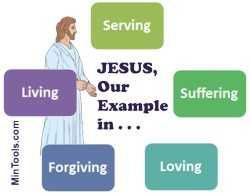 Serving
JESUS,
Our
Example
in . . .
Living
Suffering
Forgiving
Loving
MinTools.com